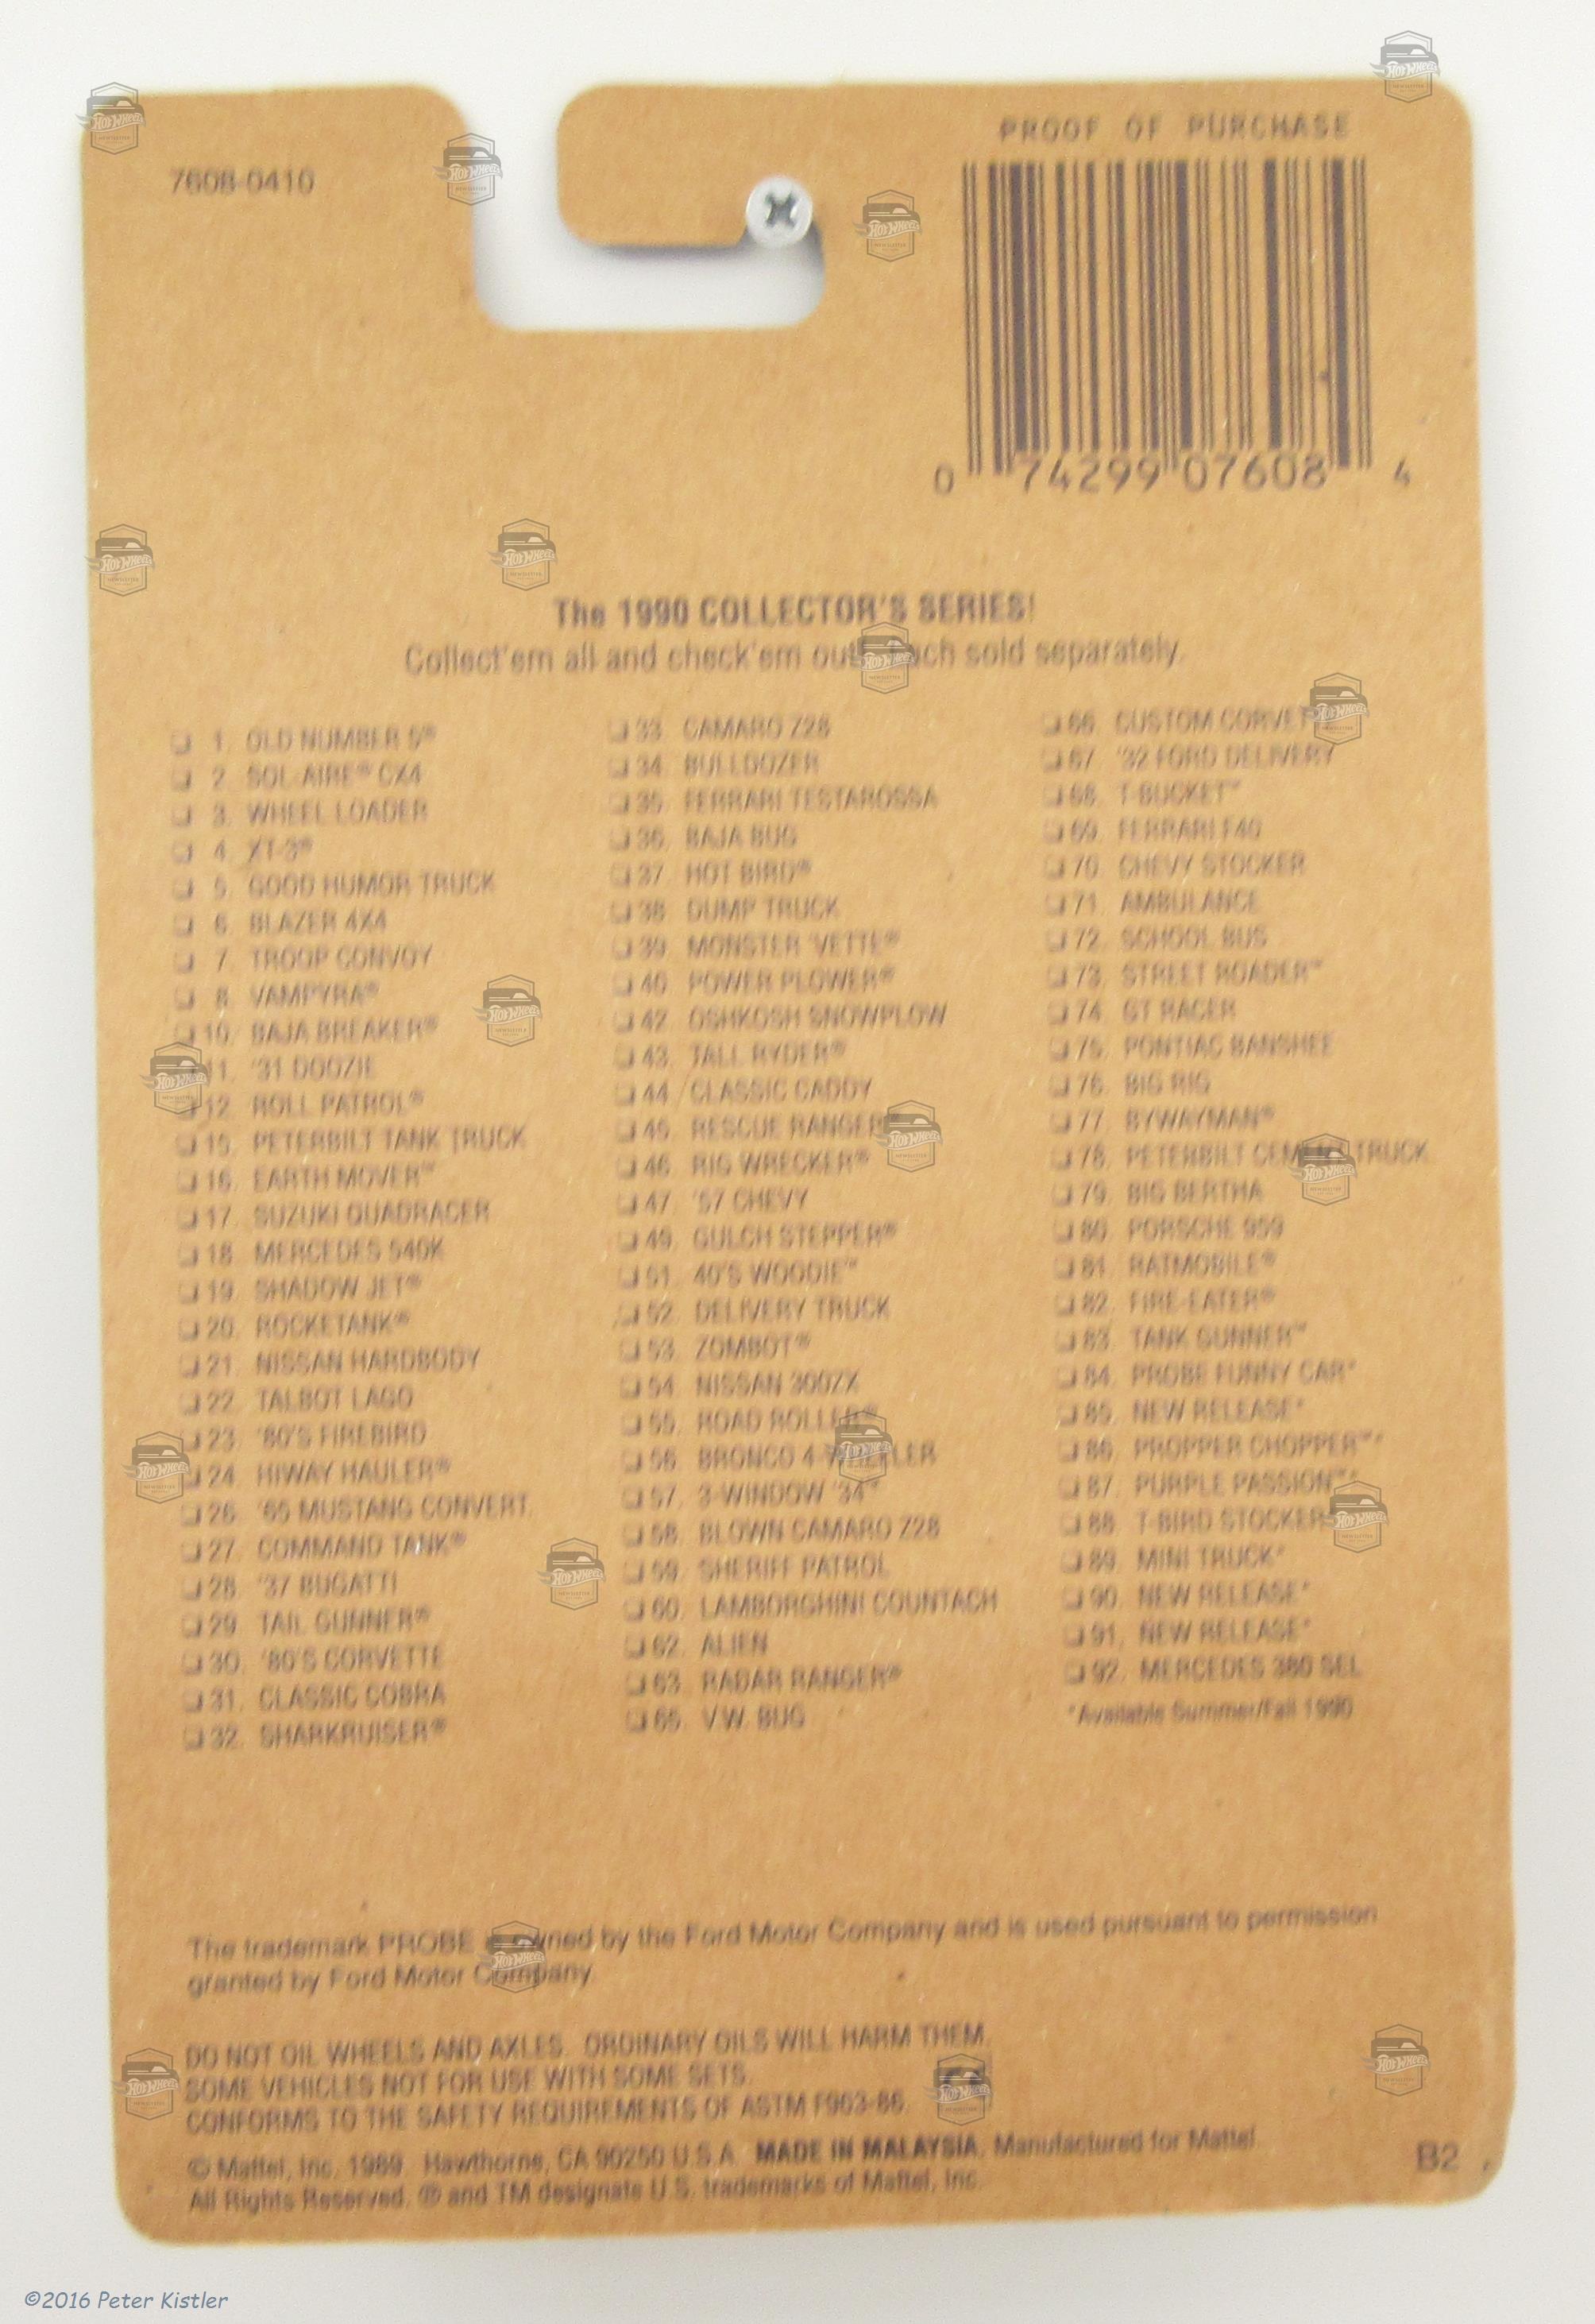 PROOF OF PURCHASE
7608-0410
0 74299 07608 4
The 1990 COLLECTOR'S SERIES!
Collect'em all and check'em out! Each sold separately.
1. OLD NUMBER 5®
2. SOL-AIRE® CX4
3. WHEEL LOADER
4. XT-3®
5. GOOD HUMOR TRUCK
6. BLAZER 4X4
7. TROOP CONVOY
8. VAMPYRA®
10. BAJA BREAKER®
11. '31 DOOZIE
12. ROLL PATROL®
15. PETERBILT TANK TRUCK
16. EARTH MOVER™
17. SUZUKI QUADRACER
18. MERCEDES 540K
19. SHADOW JET®
20. ROCKETANK®
21. NISSAN HARDBODY
22. TALBOT LAGO
23. '80'S FIREBIRD
24. HIWAY HAULER®
26. '65 MUSTANG CONVERT.
27. COMMAND TANK®
28. '37 BUGATTI
29. TAIL GUNNER®
30. '80'S CORVETTE
31. CLASSIC COBRA
32. SHARKRUISER®
33. CAMARO Z28
34. BULLDOZER
35. FERRARI TESTAROSSA
36. BAJA BUG
37. HOT BIRD®
38. DUMP TRUCK
39. MONSTER 'VETTE®
40. POWER PLOWER®
42. OSHKOSH SNOWPLOW
43. TALL RYDER®
44. CLASSIC CADDY
45. RESCUE RANGER
46. RIG WRECKER®
47. '57 CHEVY
49. GULCH STEPPER®
51. 40'S WOODIE™
52. DELIVERY TRUCK
53. ZOMBOT®
54. NISSAN 300ZX
55. ROAD ROLLER®
56. BRONCO 4-WHEELER
57. 3-WINDOW '34™
58. BLOWN CAMARO Z28
59. SHERIFF PATROL
60. LAMBORGHINI COUNTACH
62. ALIEN
63. RADAR RANGER®
65. V.W. BUG
66. CUSTOM CORVETTE
67. '32 FORD DELIVERY
68. T-BUCKET™
69. FERRARI F40
70. CHEVY STOCKER
71. AMBULANCE
72. SCHOOL BUS
73. STREET ROADER™
74. GT RACER
75. PONTIAC BANSHEE
76. BIG RIG
77. BYWAYMAN®
78. PETERBILT CEMENT TRUCK
79. BIG BERTHA
80. PORSCHE 959
81. RATMOBILE®
82. FIRE-EATER®
83. TANK GUNNER™
84. PROBE FUNNY CAR*
85. NEW RELEASE*
86. PROPPER CHOPPER™*
87. PURPLE PASSION™*
88. T-BIRD STOCKER
89. MINI TRUCK*
90. NEW RELEASE*
91. NEW RELEASE*
92. MERCEDES 380 SEL
*Available Summer/Fall 1990
The trademark PROBE is owned by the Ford Motor Company and is used pursuant to permission
granted by Ford Motor Company.
DO NOT OIL WHEELS AND AXLES. ORDINARY OILS WILL HARM THEM.
SOME VEHICLES NOT FOR USE WITH SOME SETS.
CONFORMS TO THE SAFETY REQUIREMENTS OF ASTM F963-86.
© Mattel, Inc. 1989. Hawthorne, CA 90250 U.S.A. MADE IN MALAYSIA. Manufactured for Mattel.
All Rights Reserved. ® and TM designate U.S. trademarks of Mattel, Inc.
B2
©2016 Peter Kistler